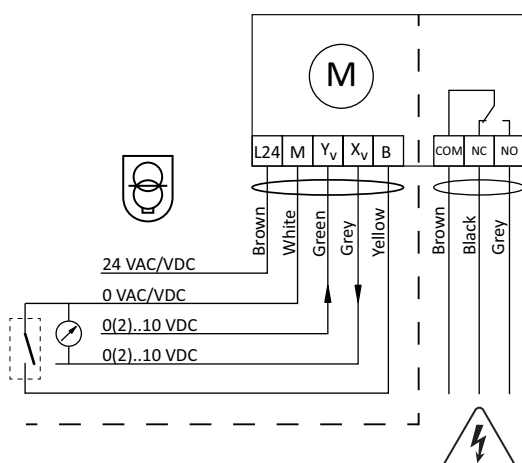 M
L24 M Yv Xv B COM NC NO
Brown White Green Grey Yellow Brown Black Grey
24 VAC/VDC
0 VAC/VDC
0(2)..10 VDC
0(2)..10 VDC